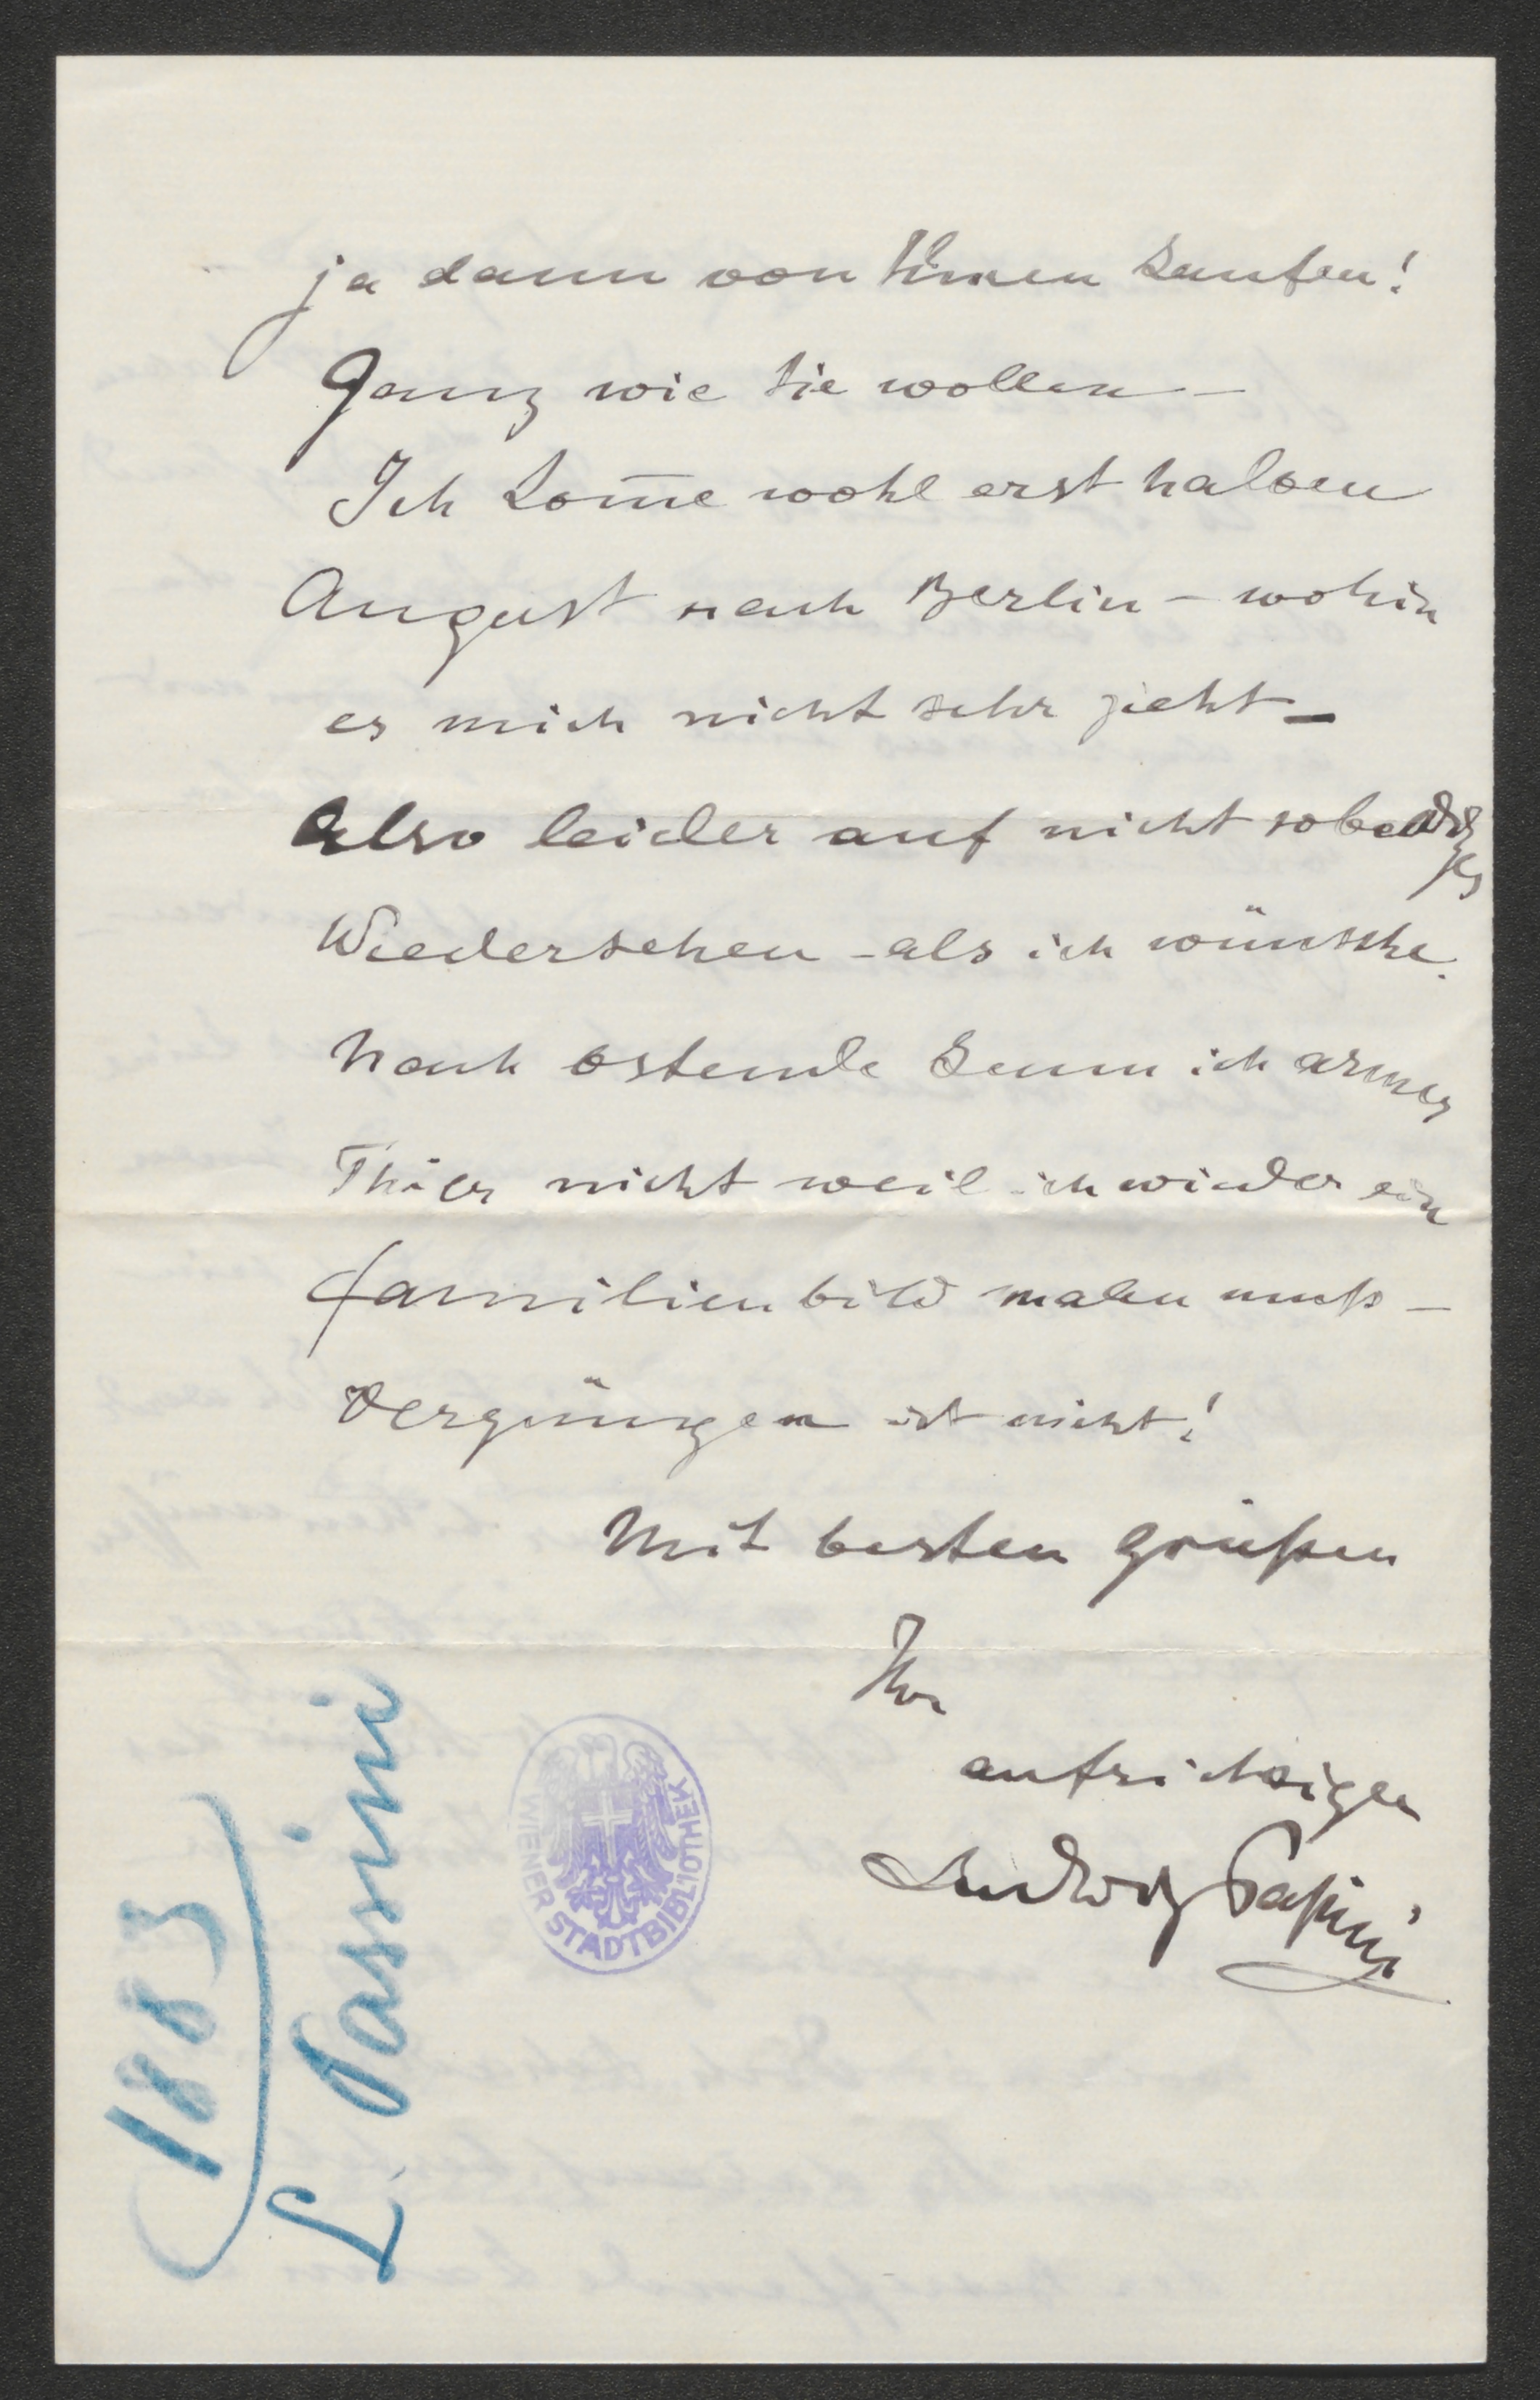 ja dann von Ihnen kaufen!
Ganz wie Sie wollen –
Ich kom̄e wohl erst halben
August nach Berlin – wohin
es mich nicht sehr zieht –
Also leider auf nicht so baldiges
Wiedersehen – als ich wünsche.
Nach Ostende kann ich armes
Thier nicht weil ich wieder ein
Familienbild malen muß –
Vergnügen ist nicht!
Mit besten Grüßen
Ihr
aufrichtiger
Ludwig Paßini
WIENER STADTBIBLIOTHEK
L. Passini
1883